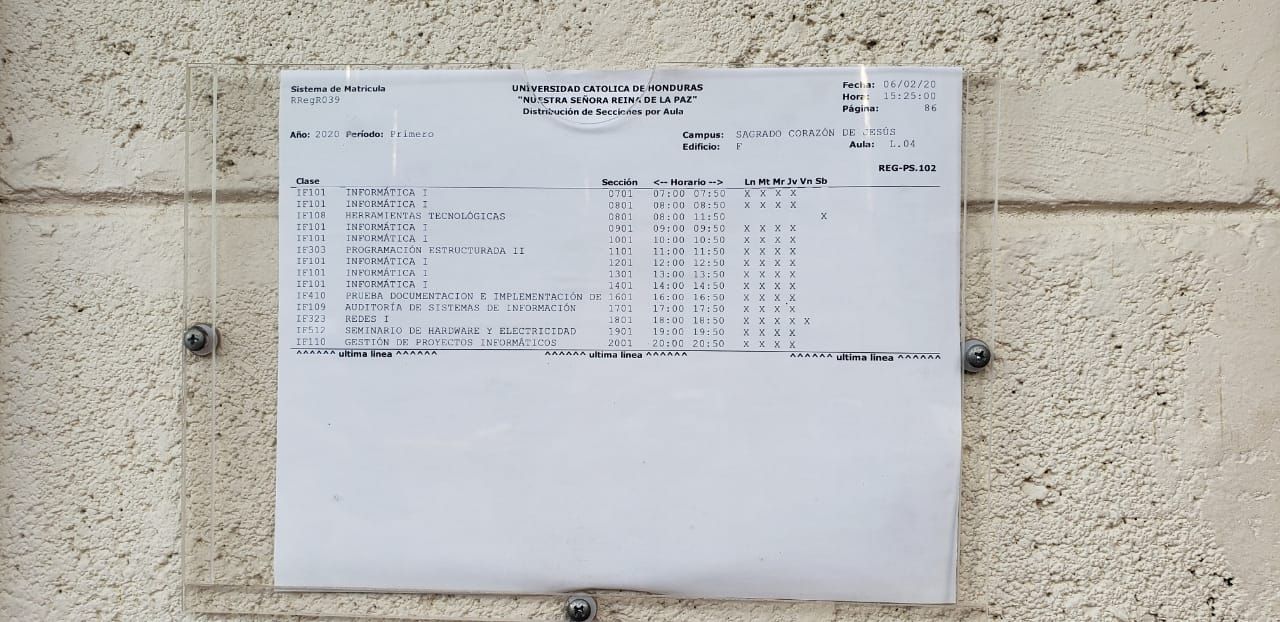 Sistema de Matricula
RRegR039
UNIVERSIDAD CATOLICA DE HONDURAS
"NUESTRA SEÑORA REINA DE LA PAZ"
Distribución de Secciones por Aula
Fecha: 06/02/20
Hora: 15:25:00
Página: 86
Año: 2020 Período: Primero
Campus: SAGRADO CORAZÓN DE JESÚS
Edificio: F Aula: L.04
REG-PS.102
Clase Sección <-- Horario --> Ln Mt Mr Jv Vn Sb
IF101 INFORMÁTICA I 0701 07:00 07:50 X X X X
IF101 INFORMÁTICA I 0801 08:00 08:50 X X X X
IF108 HERRAMIENTAS TECNOLÓGICAS 0801 08:00 11:50 X
IF101 INFORMÁTICA I 0901 09:00 09:50 X X X X
IF101 INFORMÁTICA I 1001 10:00 10:50 X X X X
IF303 PROGRAMACIÓN ESTRUCTURADA II 1101 11:00 11:50 X X X X
IF101 INFORMÁTICA I 1201 12:00 12:50 X X X X
IF101 INFORMÁTICA I 1301 13:00 13:50 X X X X
IF101 INFORMÁTICA I 1401 14:00 14:50 X X X X
IF410 PRUEBA DOCUMENTACION E IMPLEMENTACIÓN DE 1601 16:00 16:50 X X X X
IF109 AUDITORÍA DE SISTEMAS DE INFORMACIÓN 1701 17:00 17:50 X X X X
IF323 REDES I 1801 18:00 18:50 X X X X X
IF512 SEMINARIO DE HARDWARE Y ELECTRICIDAD 1901 19:00 19:50 X X X X
IF110 GESTIÓN DE PROYECTOS INFORMÁTICOS 2001 20:00 20:50 X X X X
^^^^^^ ultima linea ^^^^^^ ^^^^^^ ultima linea ^^^^^^ ^^^^^^ ultima linea ^^^^^^